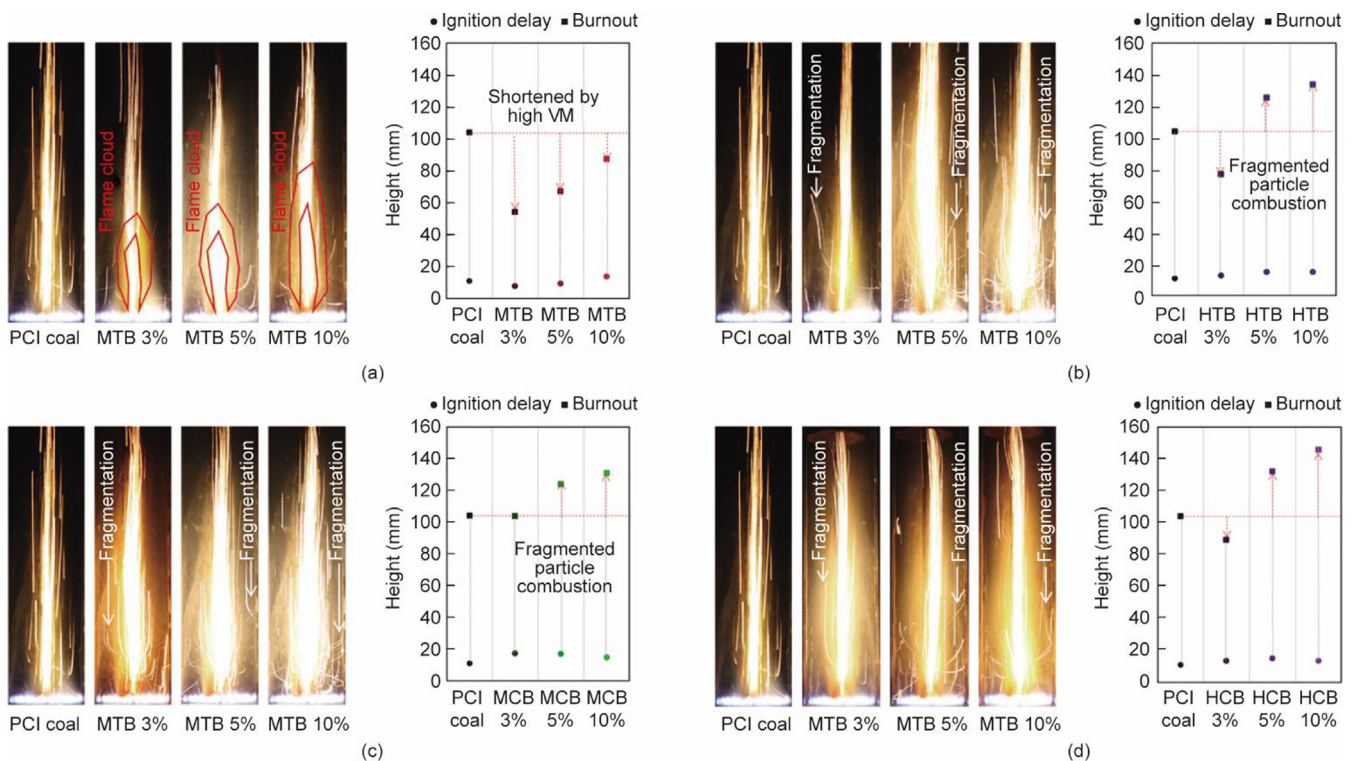 ● Ignition delay ■ Burnout
160
140
120
100
80
60
40
20
0
Height (mm)
Shortened by
high VM
Flame cloud
Flame cloud
Flame cloud
PCI coal
MTB 3%
MTB 5%
MTB 10%
PCI
coal
MTB
3%
MTB
5%
MTB
10%
(a)
● Ignition delay ■ Burnout
160
140
120
100
80
60
40
20
0
Height (mm)
Fragmented
particle
combustion
Fragmentation
Fragmentation
Fragmentation
PCI coal
MTB 3%
MTB 5%
MTB 10%
PCI
coal
HTB
3%
HTB
5%
HTB
10%
(b)
● Ignition delay ■ Burnout
160
140
120
100
80
60
40
20
0
Height (mm)
Fragmented
particle
combustion
Fragmentation
Fragmentation
Fragmentation
PCI coal
MTB 3%
MTB 5%
MTB 10%
PCI
coal
MCB
3%
MCB
5%
MCB
10%
(c)
● Ignition delay ■ Burnout
160
140
120
100
80
60
40
20
0
Height (mm)
Fragmentation
Fragmentation
Fragmentation
PCI coal
MTB 3%
MTB 5%
MTB 10%
PCI
coal
HCB
3%
HCB
5%
HCB
10%
(d)